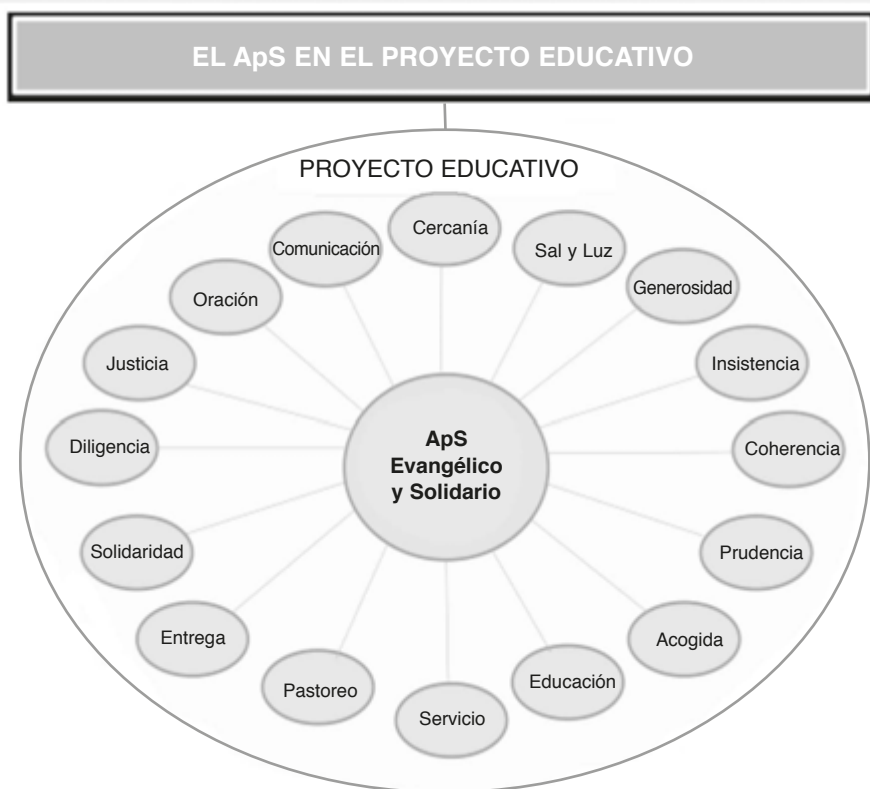 EL ApS EN EL PROYECTO EDUCATIVO
PROYECTO EDUCATIVO
Cercanía
Sal y Luz
Generosidad
Insistencia
Coherencia
Prudencia
Acogida
Educación
Servicio
Pastoreo
Entrega
Solidaridad
Diligencia
Justicia
Oración
Comunicación
ApS
Evangélico
y Solidario